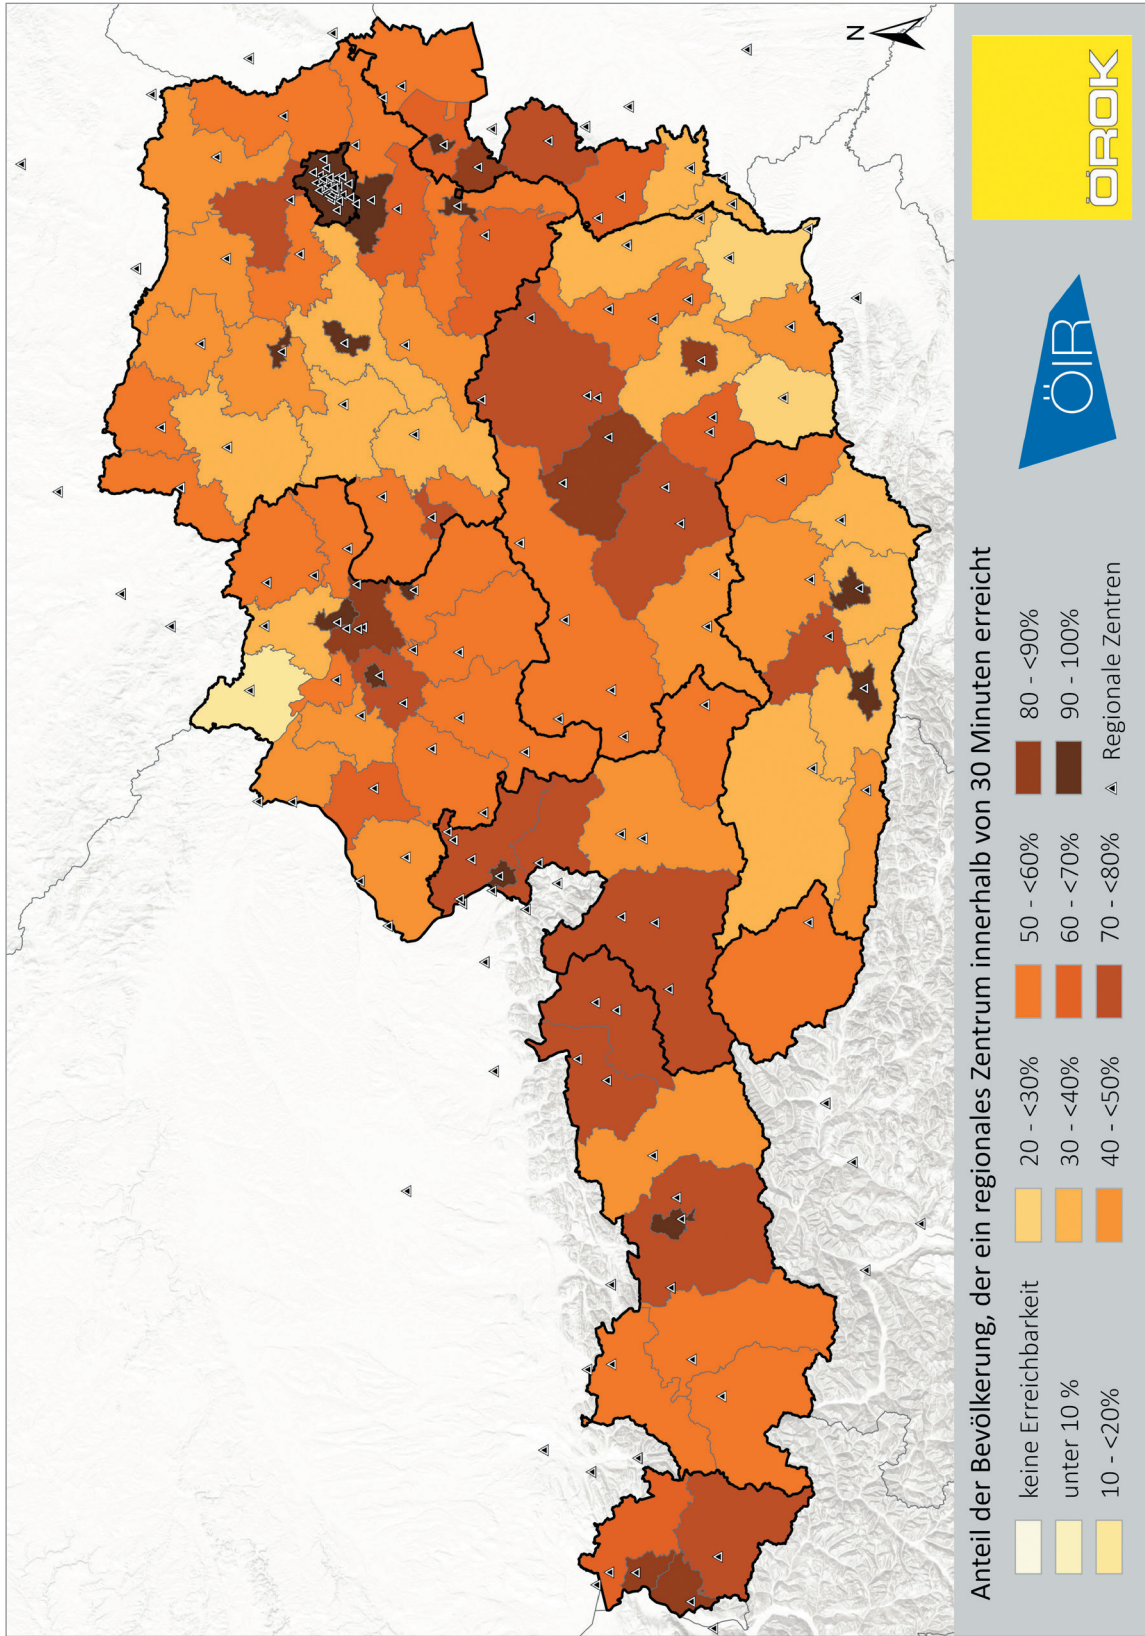 N
Anteil der Bevölkerung, der ein regionales Zentrum innerhalb von 30 Minuten erreicht
keine Erreichbarkeit
unter 10 %
10 - <20%
20 - <30%
30 - <40%
40 - <50%
50 - <60%
60 - <70%
70 - <80%
80 - <90%
90 - 100%
Regionale Zentren
ÖIR
ÖROK